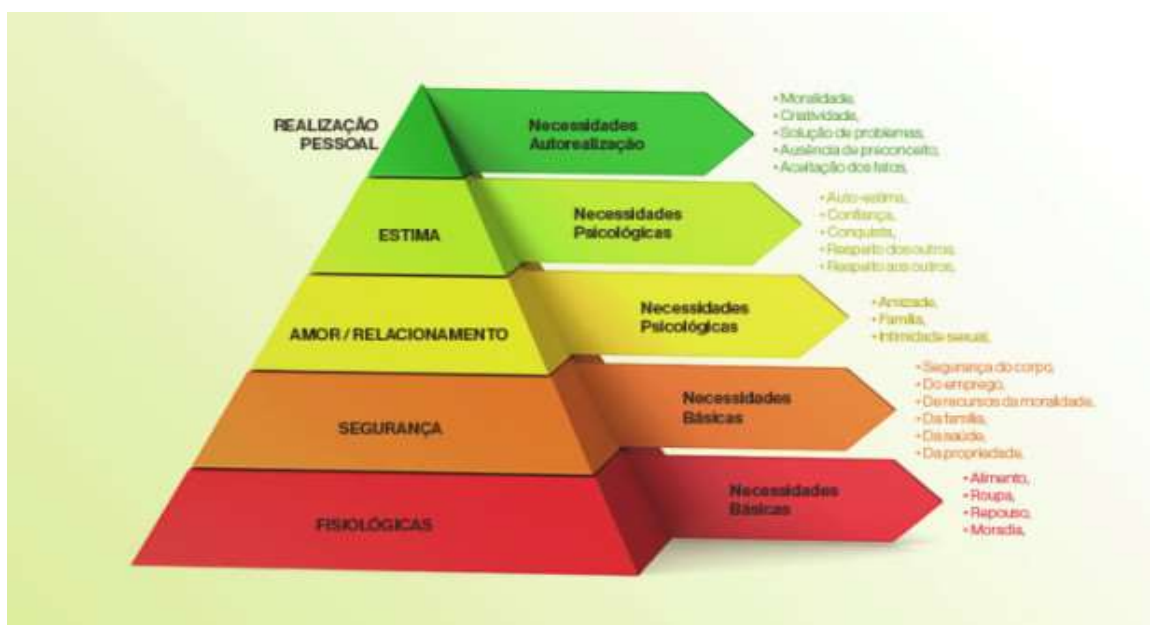 REALIZAÇÃO
PESSOAL
Necessidades
Autorealização
• Moralidade,
• Criatividade,
• Solução de problemas,
• Ausência de preconceito,
• Aceitação dos fatos,
ESTIMA
Necessidades
Psicológicas
• Auto-estima,
• Confiança,
• Conquista,
• Respeito dos outros,
• Respeito aos outros,
AMOR / RELACIONAMENTO
Necessidades
Psicológicas
• Amizade,
• Família,
• Intimidade sexual,
SEGURANÇA
Necessidades
Básicas
• Segurança do corpo,
• Do emprego,
• De recursos da moralidade,
• Da família,
• Da saúde,
• Da propriedade,
FISIOLÓGICAS
Necessidades
Básicas
• Alimento,
• Roupa,
• Repouso,
• Moradia,